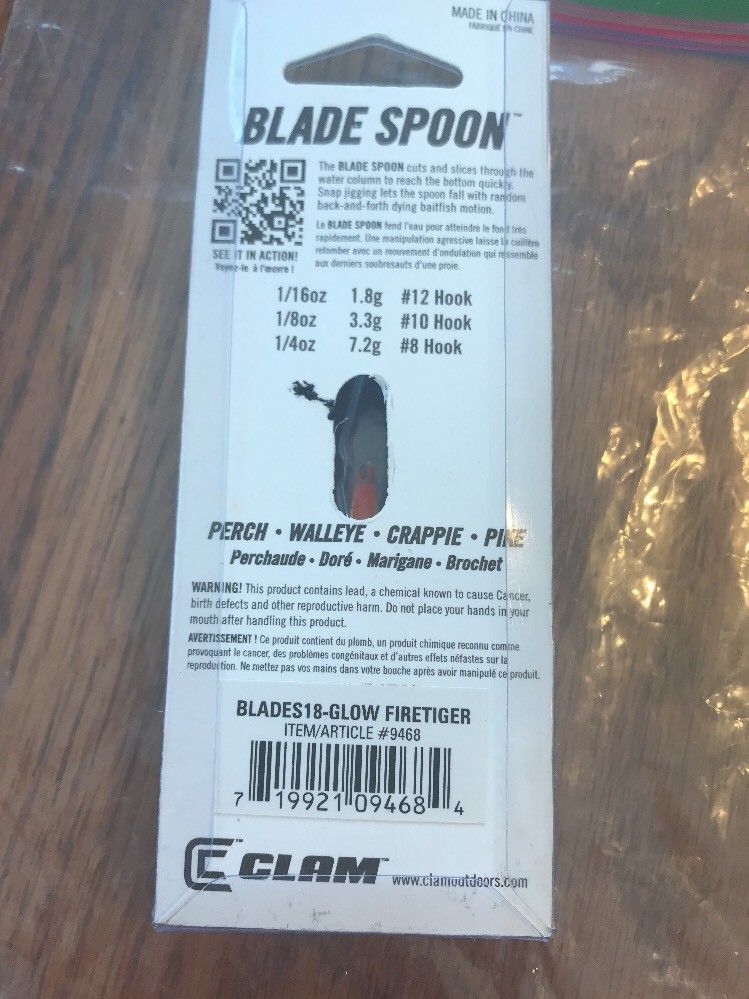 MADE IN CHINA
FABRIQUÉ EN CHINE
BLADE SPOON™
The BLADE SPOON cuts and slices through the
water column to reach the bottom quickly.
Snap jigging lets the spoon fall with random
back-and-forth dying baitfish motion.
Le BLADE SPOON fend l'eau pour atteindre le fond très
rapidement. Une manipulation agressive laisse la cuillère
retomber avec un mouvement d'ondulation qui ressemble
aux derniers soubresauts d'une proie.
SEE IT IN ACTION!
Voyez-le à l'œuvre !
1/16oz 1.8g #12 Hook
1/8oz 3.3g #10 Hook
1/4oz 7.2g #8 Hook
PERCH • WALLEYE • CRAPPIE • PIKE
Perchaude • Doré • Marigane • Brochet
WARNING! This product contains lead, a chemical known to cause Cancer,
birth defects and other reproductive harm. Do not place your hands in your
mouth after handling this product.
AVERTISSEMENT ! Ce produit contient du plomb, un produit chimique reconnu comme
provoquant le cancer, des problèmes congénitaux et d'autres effets néfastes sur la
reproduction. Ne mettez pas vos mains dans votre bouche après avoir manipulé ce produit.
BLADES18-GLOW FIRETIGER
ITEM/ARTICLE #9468
7 19921 09468 4
CLAM™ www.clamoutdoors.com